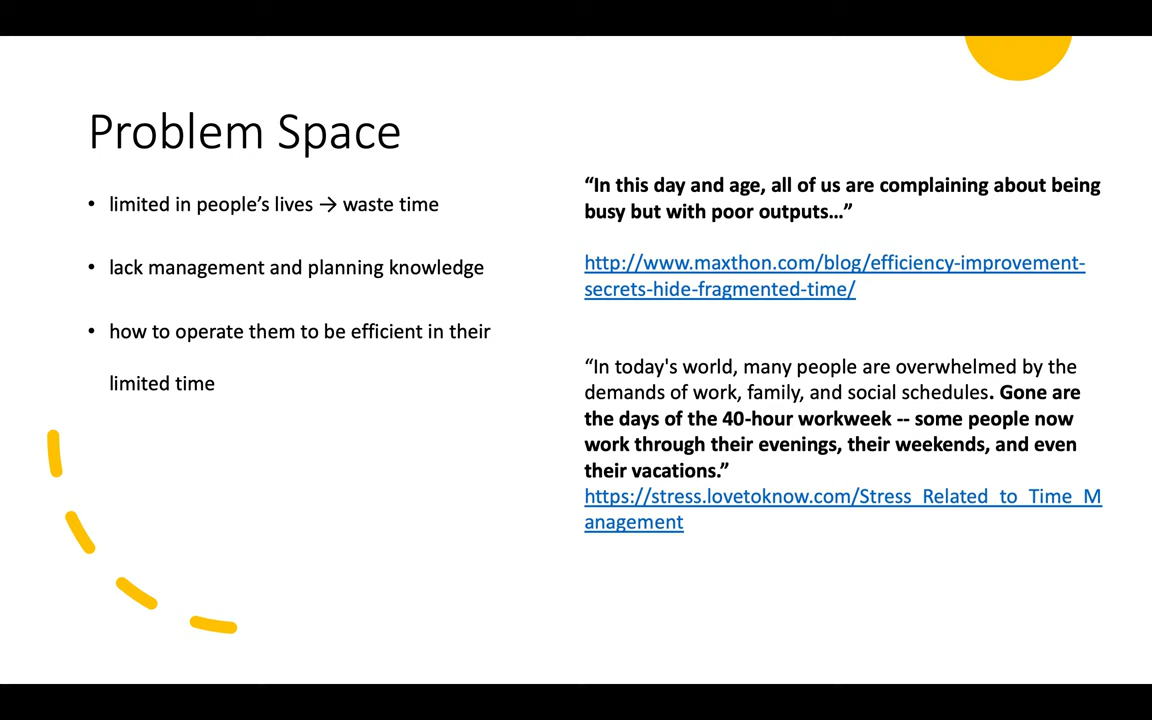 Problem Space
• limited in people’s lives → waste time
• lack management and planning knowledge
• how to operate them to be efficient in their
limited time
“In this day and age, all of us are complaining about being
busy but with poor outputs…”
http://www.maxthon.com/blog/efficiency-improvement-
secrets-hide-fragmented-time/
“In today's world, many people are overwhelmed by the
demands of work, family, and social schedules. Gone are
the days of the 40-hour workweek -- some people now
work through their evenings, their weekends, and even
their vacations.”
https://stress.lovetoknow.com/Stress_Related_to_Time_M
anagement